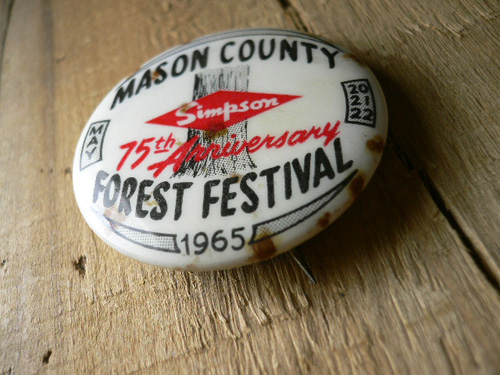 MASON COUNTY
Simpson
MAY
20
21
22
75th Anniversary
FOREST FESTIVAL
1965